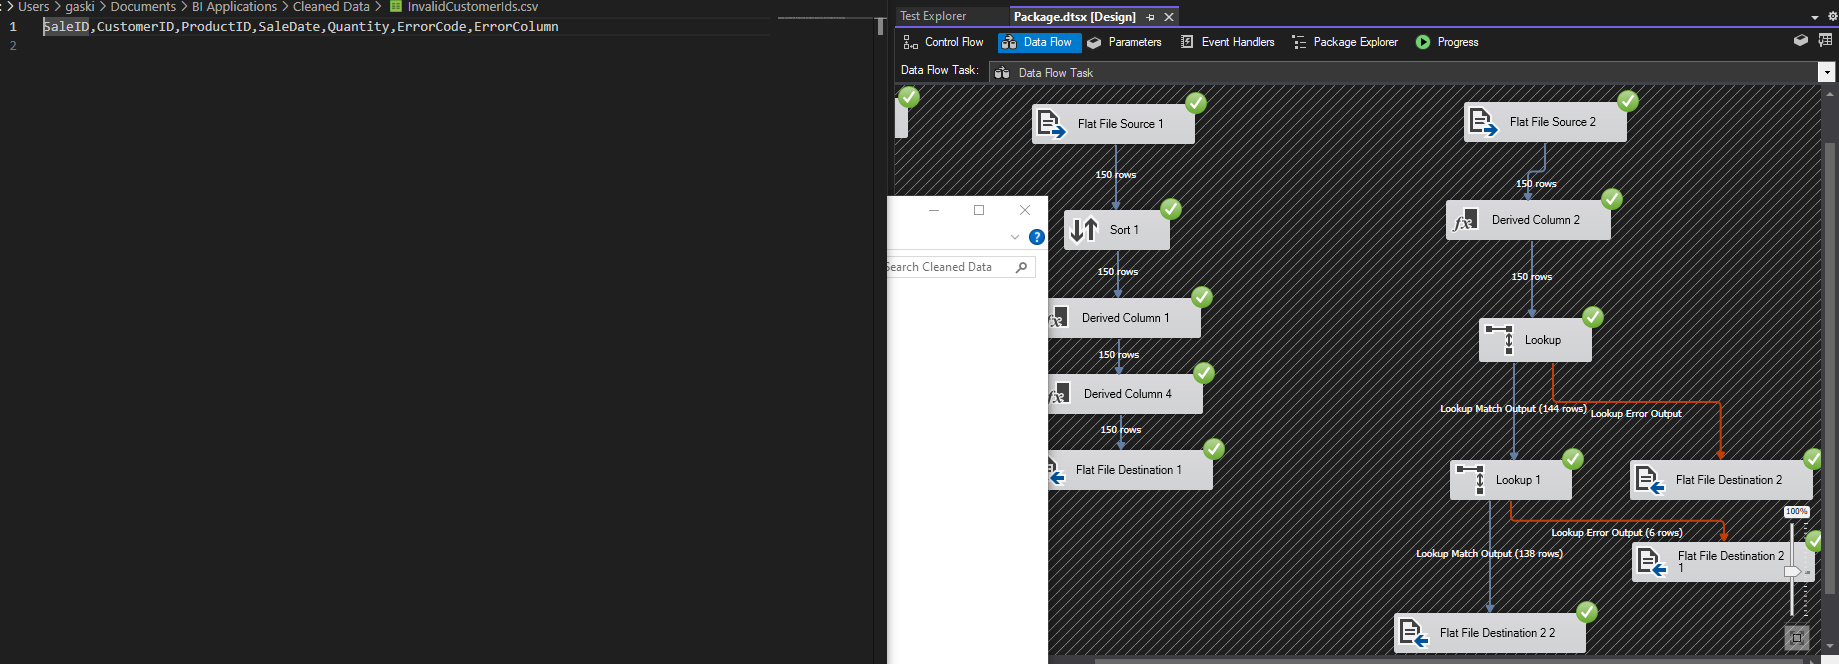 : > Users > gaski > Documents > BI Applications > Cleaned Data > InvalidCustomerIds.csv
1 SaleID,CustomerID,ProductID,SaleDate,Quantity,ErrorCode,ErrorColumn
2
Test Explorer
Package.dtsx [Design]
Control Flow
Data Flow
Parameters
Event Handlers
Package Explorer
Progress
Data Flow Task:
Data Flow Task
Flat File Source 1
150 rows
Sort 1
150 rows
Derived Column 1
150 rows
Derived Column 4
150 rows
Flat File Destination 1
?
Search Cleaned Data
Flat File Source 2
150 rows
Derived Column 2
150 rows
Lookup
Lookup Match Output (144 rows)
Lookup Error Output
Lookup 1
Flat File Destination 2
100%
Lookup Error Output (6 rows)
Lookup Match Output (138 rows)
Flat File Destination 2
1
Flat File Destination 2 2